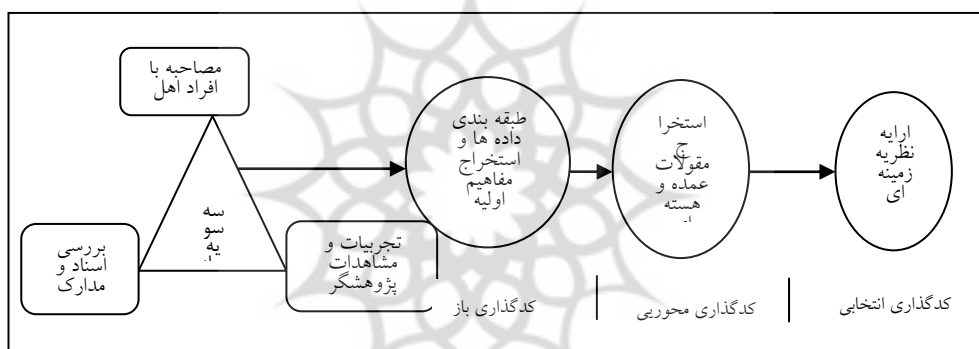 مصاحبه با
افراد اهل
سه
سو
یه
بررسی
اسناد و
مدارک
تجربیات و
مشاهدات
پژوهشگر
طبقه بندی
داده ها و
استخراج
مفاهیم
اولیه
استخرا
ج
مقولات
عمده و
هسته
ارایه
نظریه
زمینه
ای
کدگذاری باز
کدگذاری محوریی
کدگذاری انتخابی